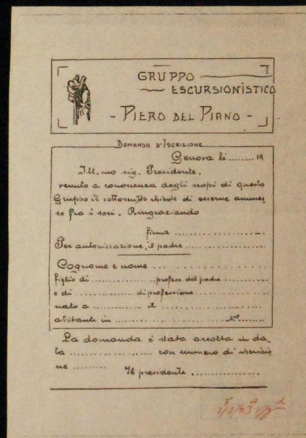 GRUPPO
ESCURSIONISTICO
- PIERO DEL PIANO -
DOMANDA D'ISCRIZIONE
Genova li ........ 19
Ill.mo sig. Presidente,
venuto a conoscenza degli scopi di questo
Gruppo il sottoscritto chiede di essere ammes
so fra i soci. Ringraziando
firma ....................
Per autorizzazione, il padre ....................
Cognome e nome ....................
figlio di .................... profess. del padre ..........
e di .................... di professione ..........
nato a .................... il ..........
abitante in .................... N° ......
La domanda è stata accolta in da,
ta .................... con numero di iscrizio
ne ..........
Il presidente ..........